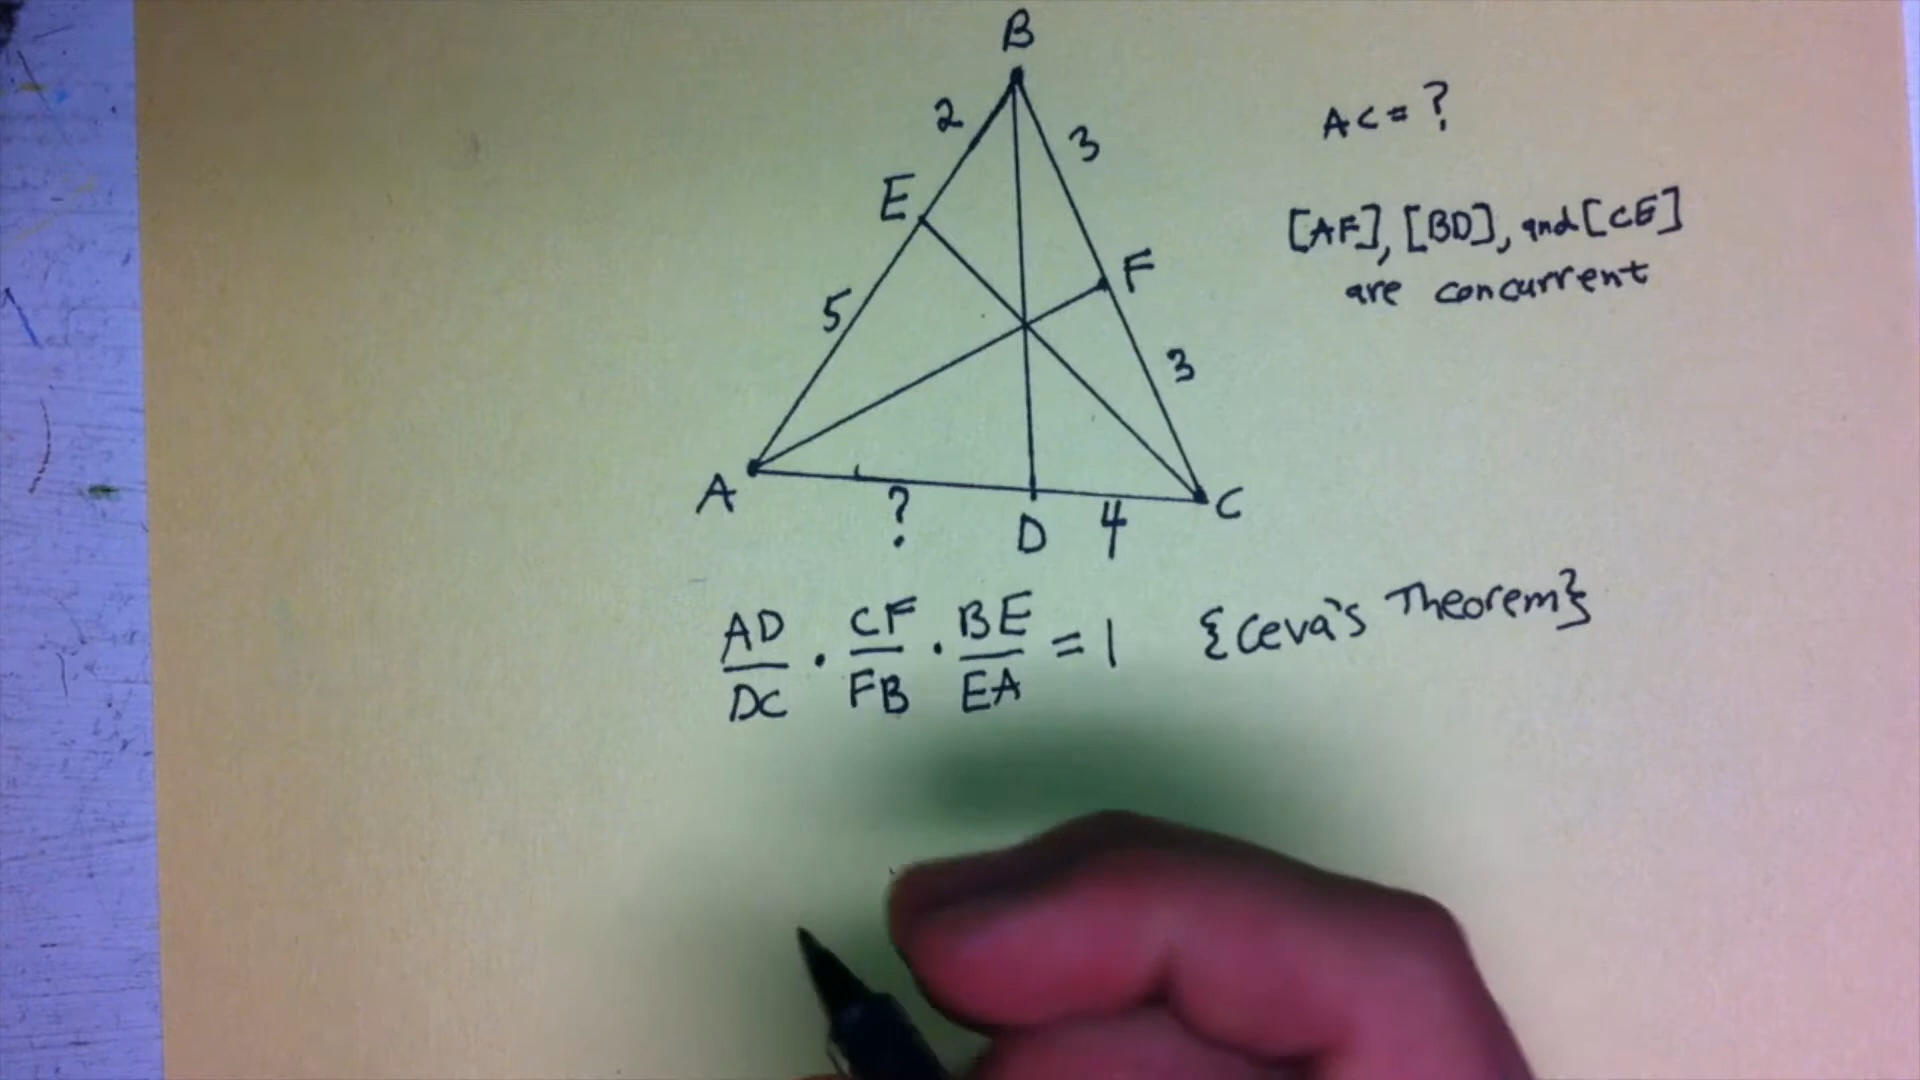 B
2
3
AC = ?
E
[AF], [BD], and [CE]
F
are concurrent
5
3
A
?
D
4
C
AD/DC · CF/FB · BE/EA = 1 {Ceva's Theorem}